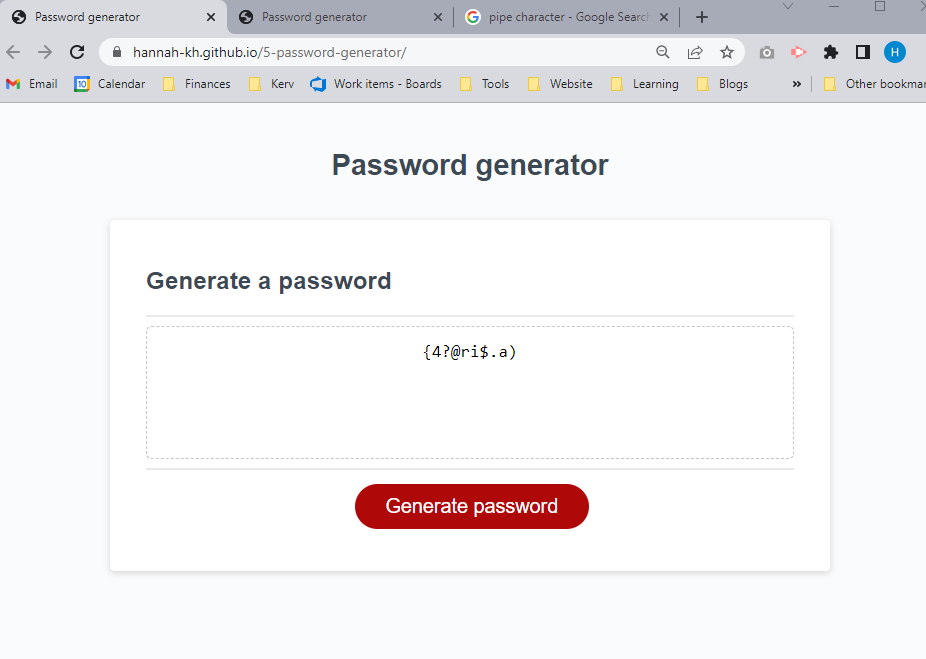 Password generator Password generator pipe character - Google Search
hannah-kh.github.io/5-password-generator/ H
Email 10 Calendar Finances Kerv Work items - Boards Tools Website Learning Blogs » Other bookmar
Password generator
Generate a password
{4?@ri$.a)
Generate password